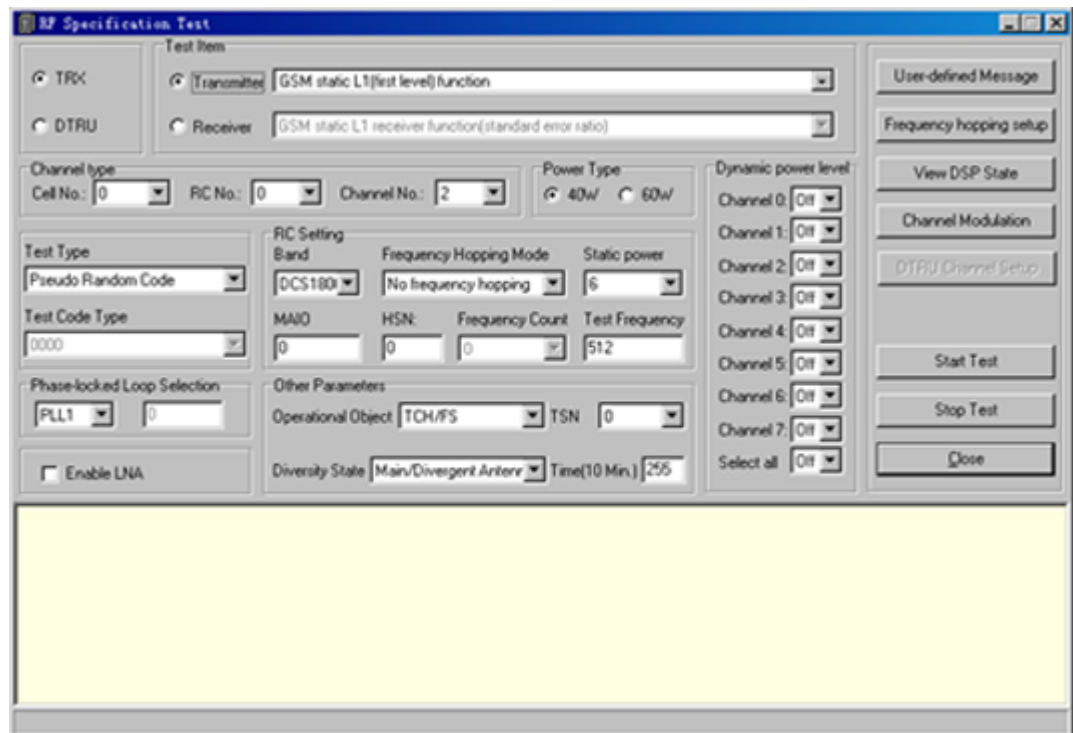 RF Specification Test
Test Item
TRX
Transmitter GSM static L1(first level)function
DTRU
Receiver GSM static L1 receiver function(standard error ratio)
User-defined Message
Frequency hopping setup
View DSP State
Channel Modulation
DTRU Channel Setup
Start Test
Stop Test
Close
Channel type
Cell No.: 0 RC No.: 0 Channel No.: 2
Power Type
40W 60W
Dynamic power level
Channel 0: Off
Channel 1: Off
Channel 2: Off
Channel 3: Off
Channel 4: Off
Channel 5: Off
Channel 6: Off
Channel 7: Off
Select all Off
Test Type
Pseudo Random Code
Test Code Type
0000
RC Setting
Band Frequency Hopping Mode Static power
DCS180 No frequency hopping 6
MAIO HSN: Frequency Count Test Frequency
0 0 0 512
Phase-locked Loop Selection
PLL1 0
Enable LNA
Other Parameters
Operational Object TCH/FS TSN 0
Diversity State Main/Divergent Antenr Time(10 Min.) 255